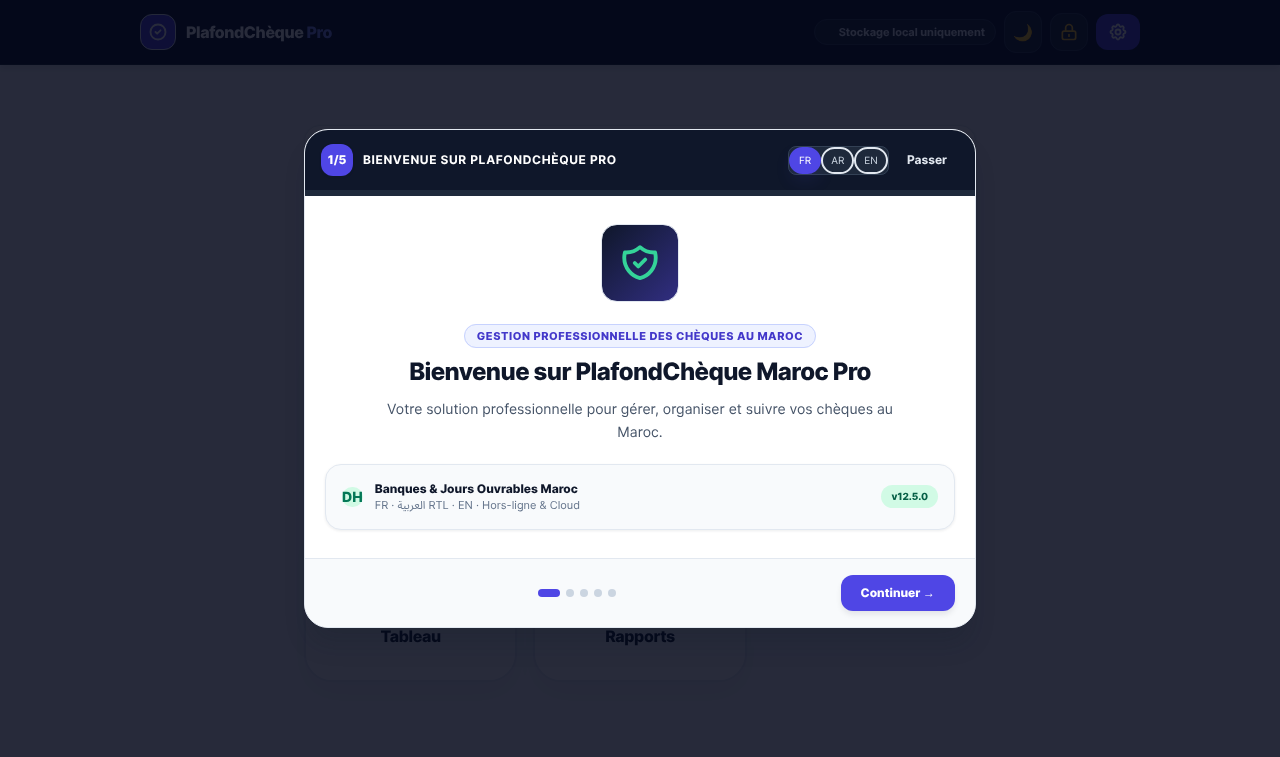 PlafondChèque Pro
Stockage local uniquement
1/5 BIENVENUE SUR PLAFONDCHÈQUE PRO
FR AR EN Passer
GESTION PROFESSIONNELLE DES CHÈQUES AU MAROC
Bienvenue sur PlafondChèque Maroc Pro
Votre solution professionnelle pour gérer, organiser et suivre vos chèques au
Maroc.
DH
Banques & Jours Ouvrables Maroc
FR · العربية RTL · EN · Hors-ligne & Cloud
v12.5.0
Continuer →
Tableau
Rapports